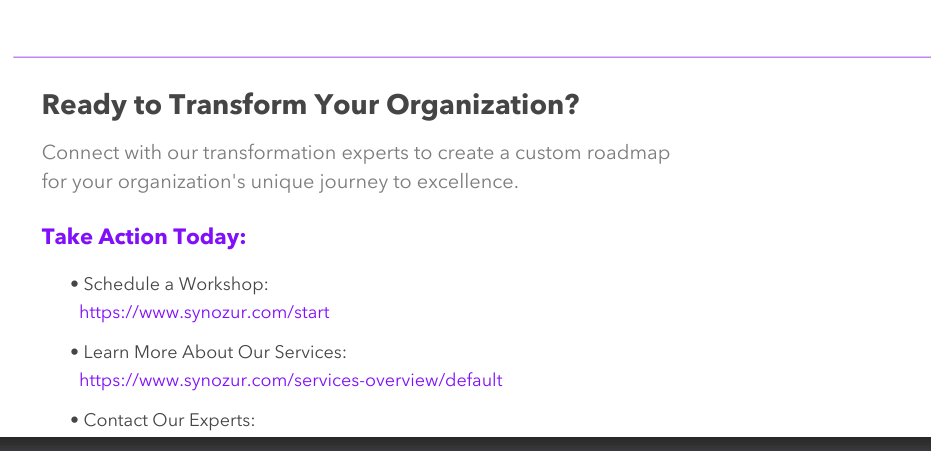 Ready to Transform Your Organization?
Connect with our transformation experts to create a custom roadmap
for your organization's unique journey to excellence.
Take Action Today:
• Schedule a Workshop:
https://www.synozur.com/start
• Learn More About Our Services:
https://www.synozur.com/services-overview/default
• Contact Our Experts: